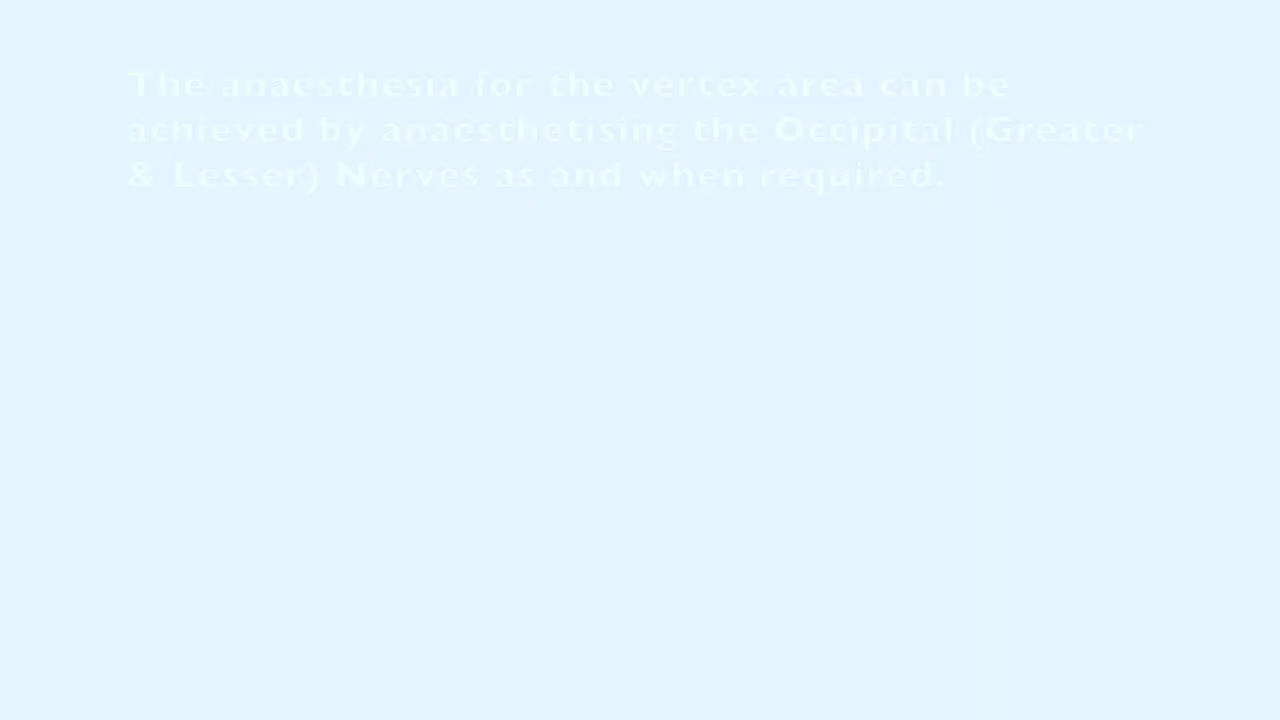 The anaesthesia for the vertex area can be
achieved by anaesthetising the Occipital (Greater
& Lesser) Nerves as and when required.